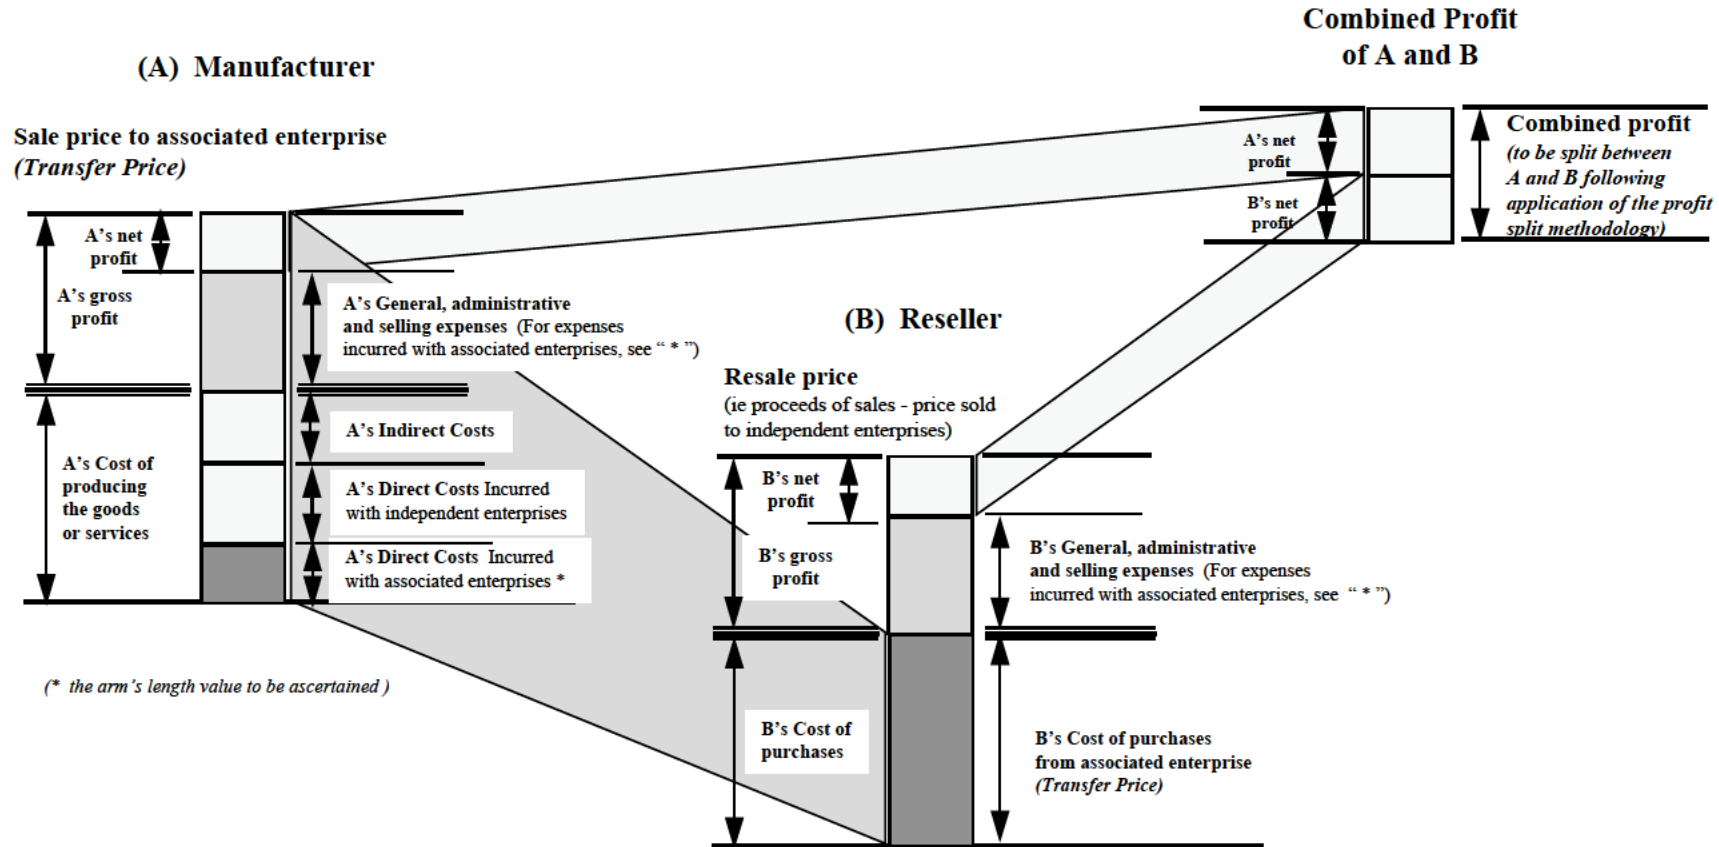 Combined Profit
of A and B
(A)  Manufacturer
Sale price to associated enterprise
(Transfer Price)
A's net
profit
A's gross
profit
A's Cost of
producing
the goods
or services
A's General, administrative
and selling expenses  (For expenses
incurred with associated enterprises, see “ * ”)
A's Indirect Costs
A's Direct Costs Incurred
with independent enterprises
A's Direct Costs  Incurred
with associated enterprises *
(* the arm's length value to be ascertained )
(B)  Reseller
Resale price
(ie proceeds of sales - price sold
to independent enterprises)
B's net
profit
B's gross
profit
B's Cost of
purchases
B's General, administrative
and selling expenses  (For expenses
incurred with associated enterprises, see  “ * ”)
B's Cost of purchases
from associated enterprise
(Transfer Price)
A's net
profit
B's net
profit
Combined profit
(to be split between
A and B following
application of the profit
split methodology)